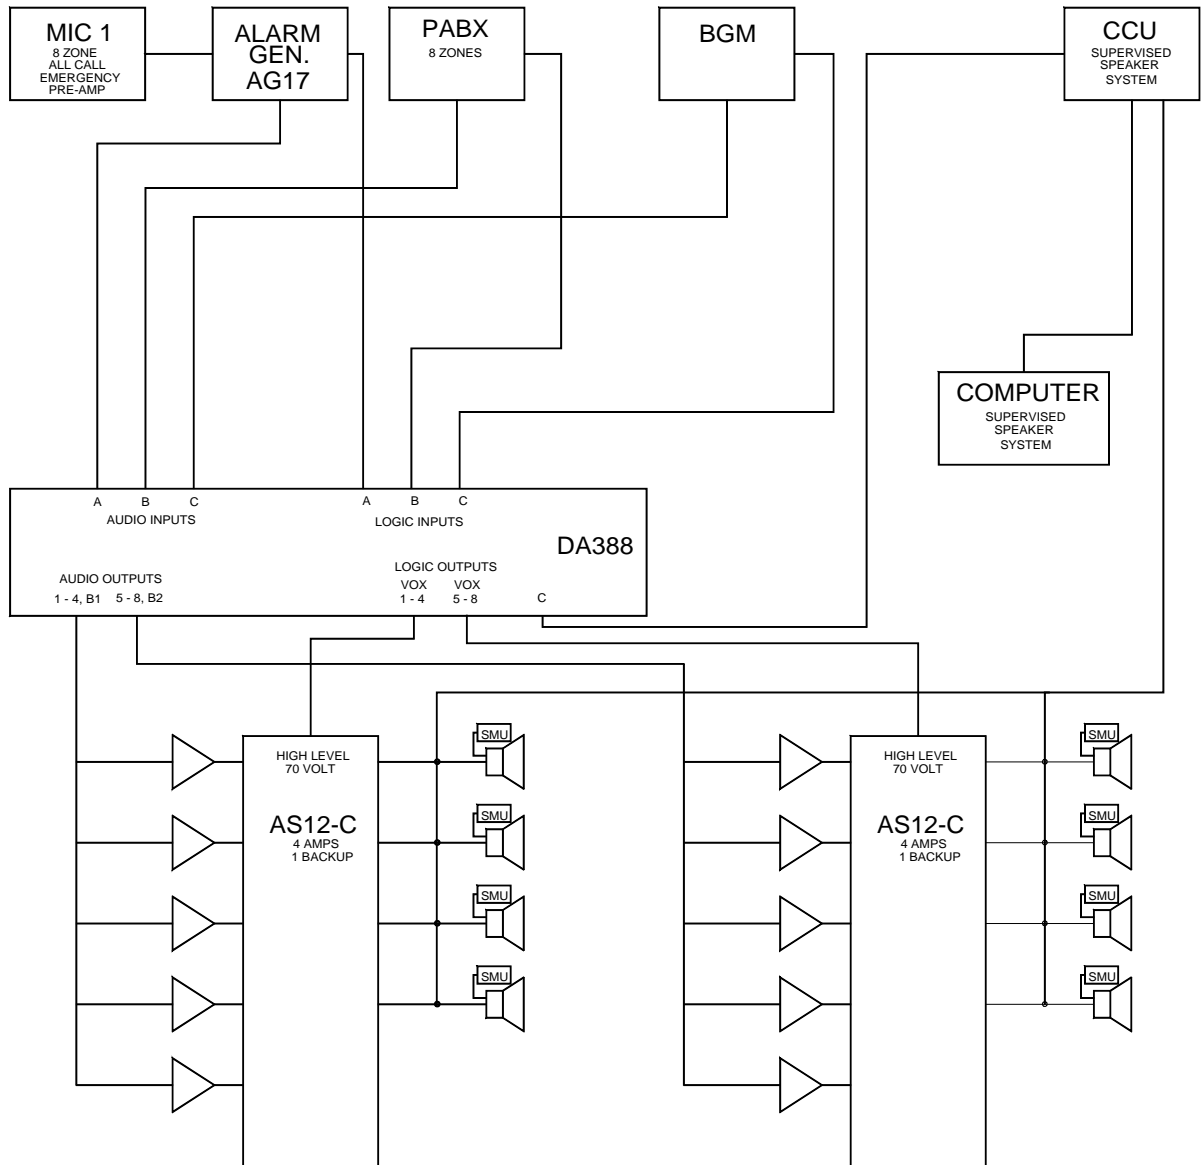 MIC 1
8 ZONE
ALL CALL
EMERGENCY
PRE-AMP
ALARM
GEN.
AG17
PABX
8 ZONES
BGM
CCU
SUPERVISED
SPEAKER
SYSTEM
COMPUTER
SUPERVISED
SPEAKER
SYSTEM
A B C
AUDIO INPUTS
A B C
LOGIC INPUTS
DA388
AUDIO OUTPUTS
1 - 4, B1 5 - 8, B2
LOGIC OUTPUTS
VOX VOX
1 - 4 5 - 8 C
HIGH LEVEL
70 VOLT
AS12-C
4 AMPS
1 BACKUP
SMU
SMU
SMU
SMU
HIGH LEVEL
70 VOLT
AS12-C
4 AMPS
1 BACKUP
SMU
SMU
SMU
SMU